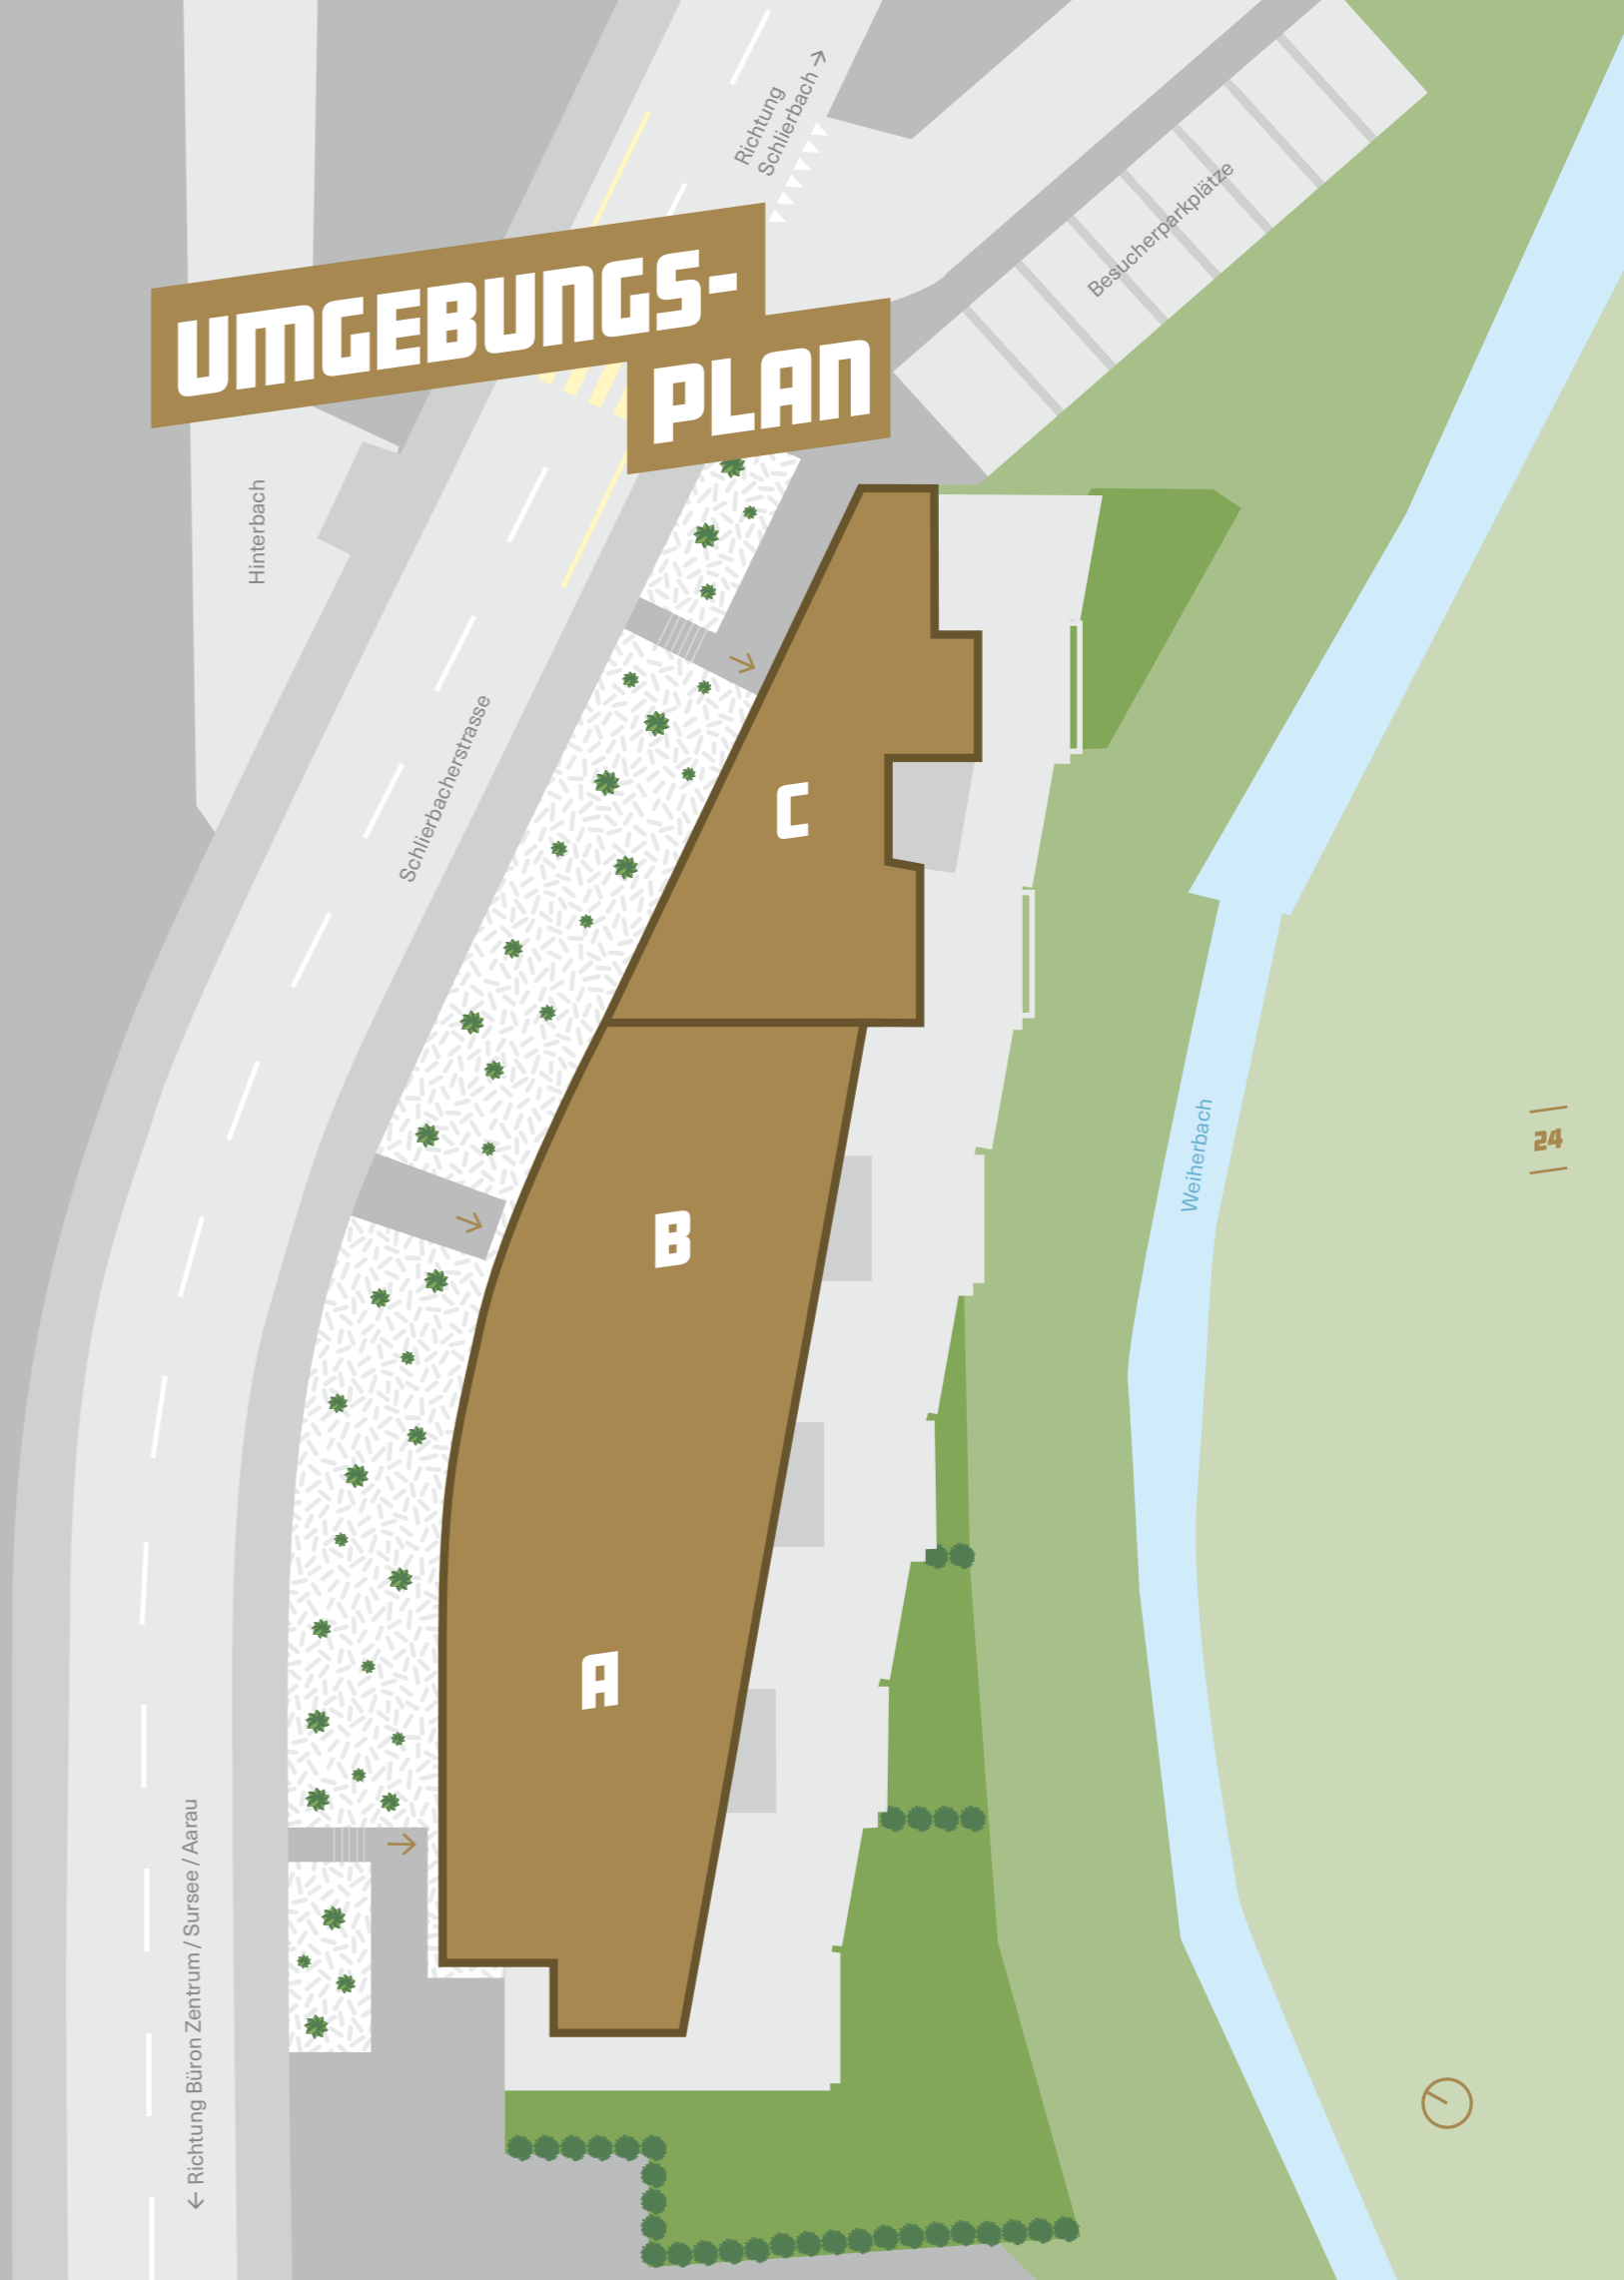 Richtung
Schlierbach →
UMGEBUNGS-
PLAN
Besucherparkplätze
Hinterbach
Schlierbacherstrasse
C
B
Weiherbach
24
A
← Richtung Büron Zentrum / Sursee / Aarau